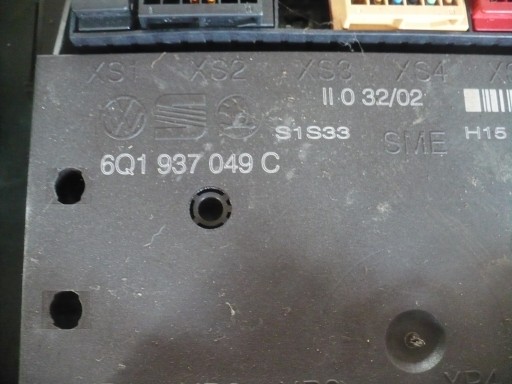 XS1 XS2 XS3 XS4
II 0 32/02
S1S33 SME H15
6Q1 937 049 C